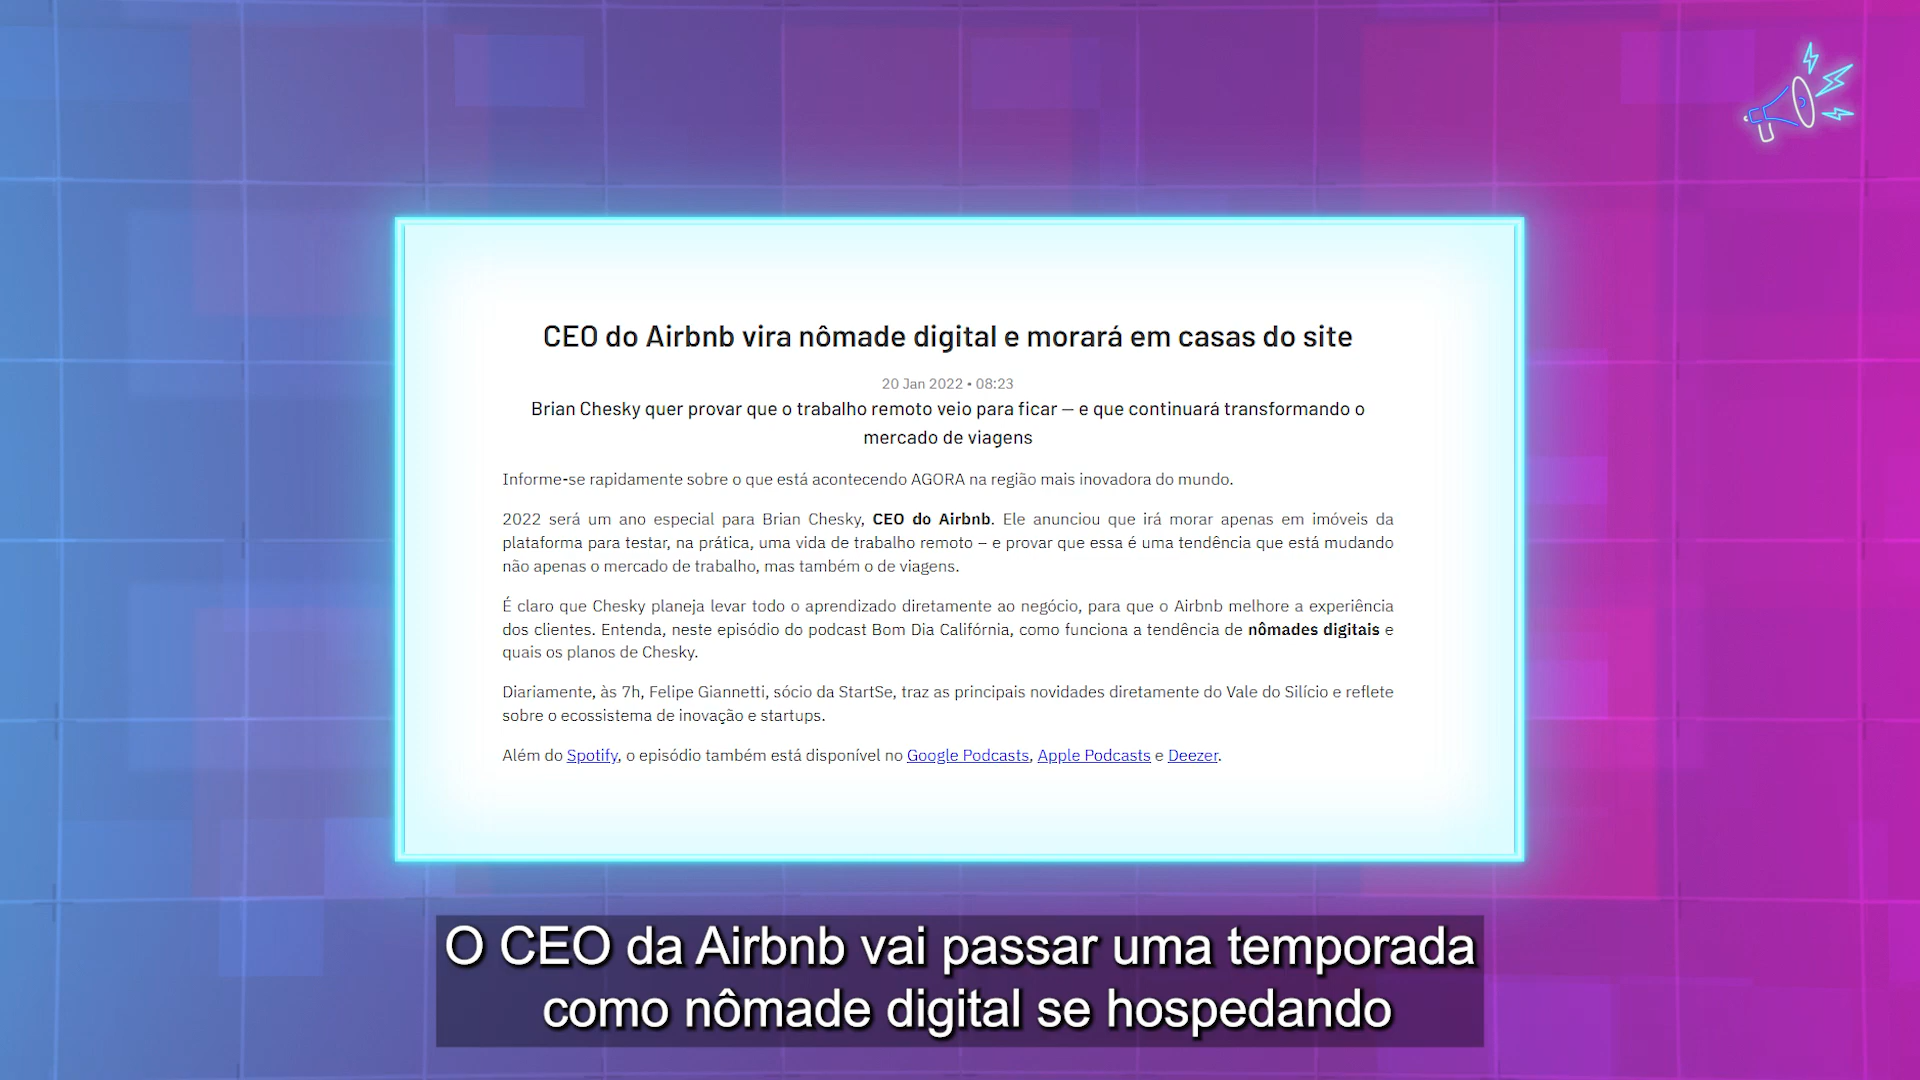 CEO do Airbnb vira nômade digital e morará em casas do site
20 Jan 2022 • 08:23
Brian Chesky quer provar que o trabalho remoto veio para ficar – e que continuará transformando o
mercado de viagens
Informe-se rapidamente sobre o que está acontecendo AGORA na região mais inovadora do mundo.
2022 será um ano especial para Brian Chesky, CEO do Airbnb. Ele anunciou que irá morar apenas em imóveis da
plataforma para testar, na prática, uma vida de trabalho remoto – e provar que essa é uma tendência que está mudando
não apenas o mercado de trabalho, mas também o de viagens.
É claro que Chesky planeja levar todo o aprendizado diretamente ao negócio, para que o Airbnb melhore a experiência
dos clientes. Entenda, neste episódio do podcast Bom Dia Califórnia, como funciona a tendência de nômades digitais e
quais os planos de Chesky.
Diariamente, às 7h, Felipe Giannetti, sócio da StartSe, traz as principais novidades diretamente do Vale do Silício e reflete
sobre o ecossistema de inovação e startups.
Além do Spotify, o episódio também está disponível no Google Podcasts, Apple Podcasts e Deezer.
O CEO da Airbnb vai passar uma temporada
como nômade digital se hospedando